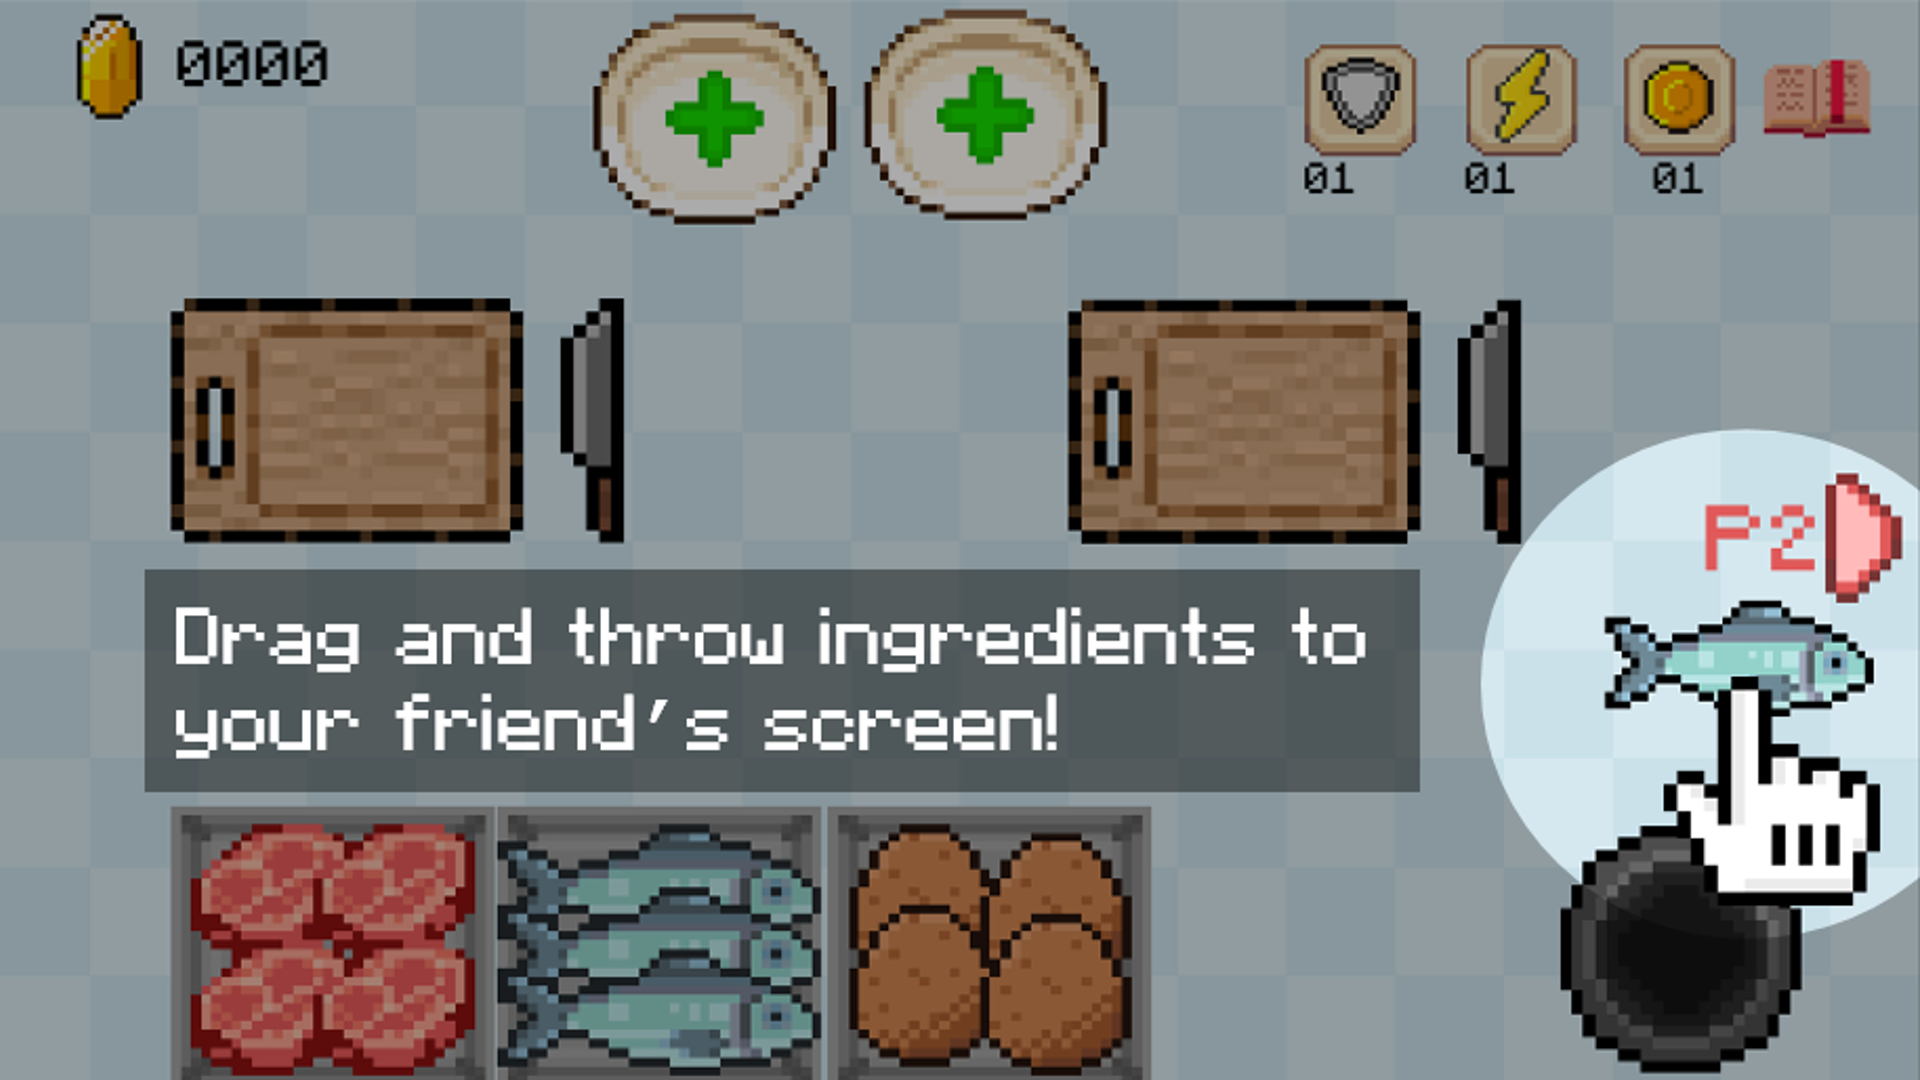 0000
01 01 01
P2
Drag and throw ingredients to
your friend's screen!